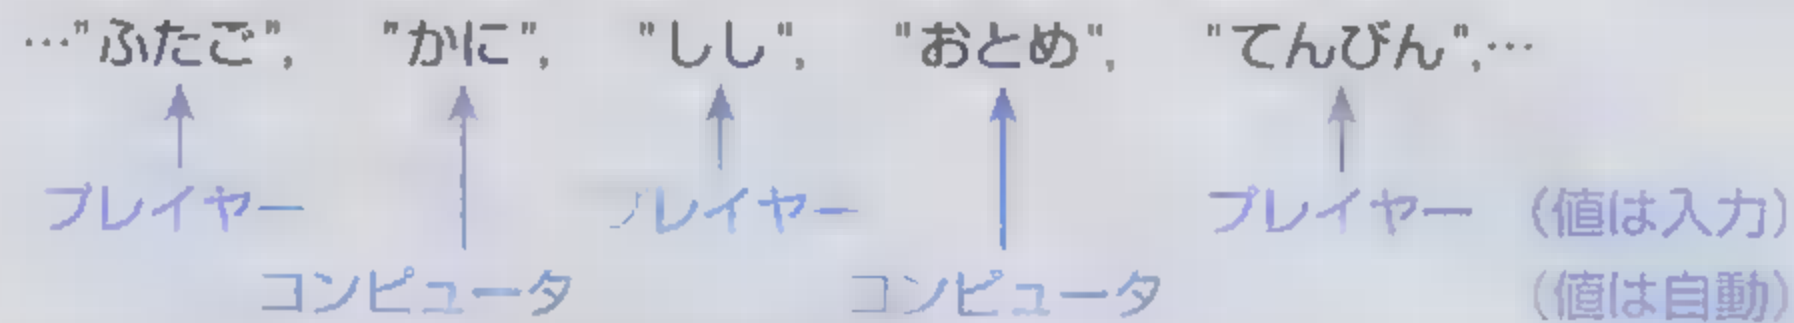 …"ふたご", "かに", "しし", "おとめ", "てんびん",…
プレイヤー プレイヤー プレイヤー (値は入力)
コンピュータ コンピュータ (値は自動)